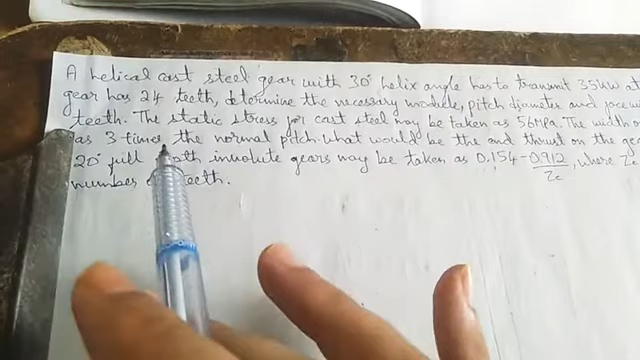 A helical cast steel gear with 30° helix angle has to transmit 35kW at
gear has 24 teeth, determine the necessary module, pitch diameter and face
teeth. The static stress for cast steel may be taken as 56MPa. The width o
as 3 times the normal pitch. What would be the end thrust on the gea
20° full involute gears may be taken as 0.154 - 0.912/Ze, where Ze
number teeth.